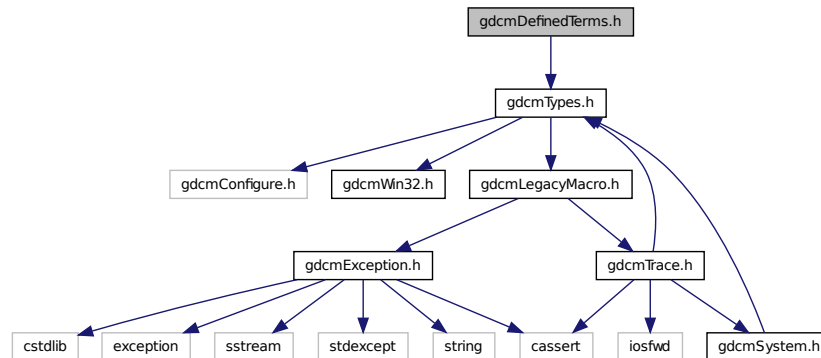 gdcmDefinedTerms.h
gdcmTypes.h
gdcmConfigure.h
gdcmWin32.h
gdcmLegacyMacro.h
gdcmException.h
gdcmTrace.h
cstdlib
exception
sstream
stdexcept
string
cassert
iosfwd
gdcmSystem.h